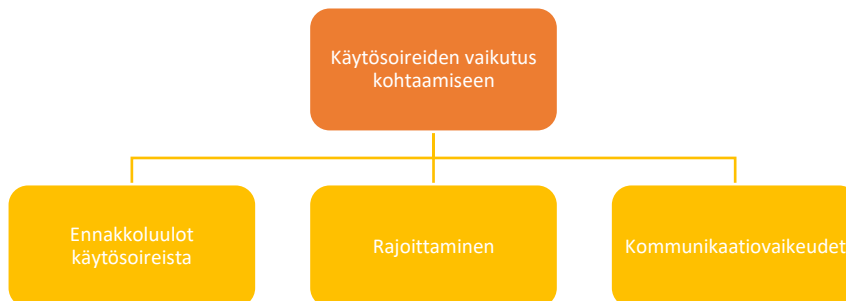 Käytösoireiden vaikutus
kohtaamiseen
Ennakkoluulot
käytösoireista
Rajoittaminen
Kommunikaatiovaikeudet